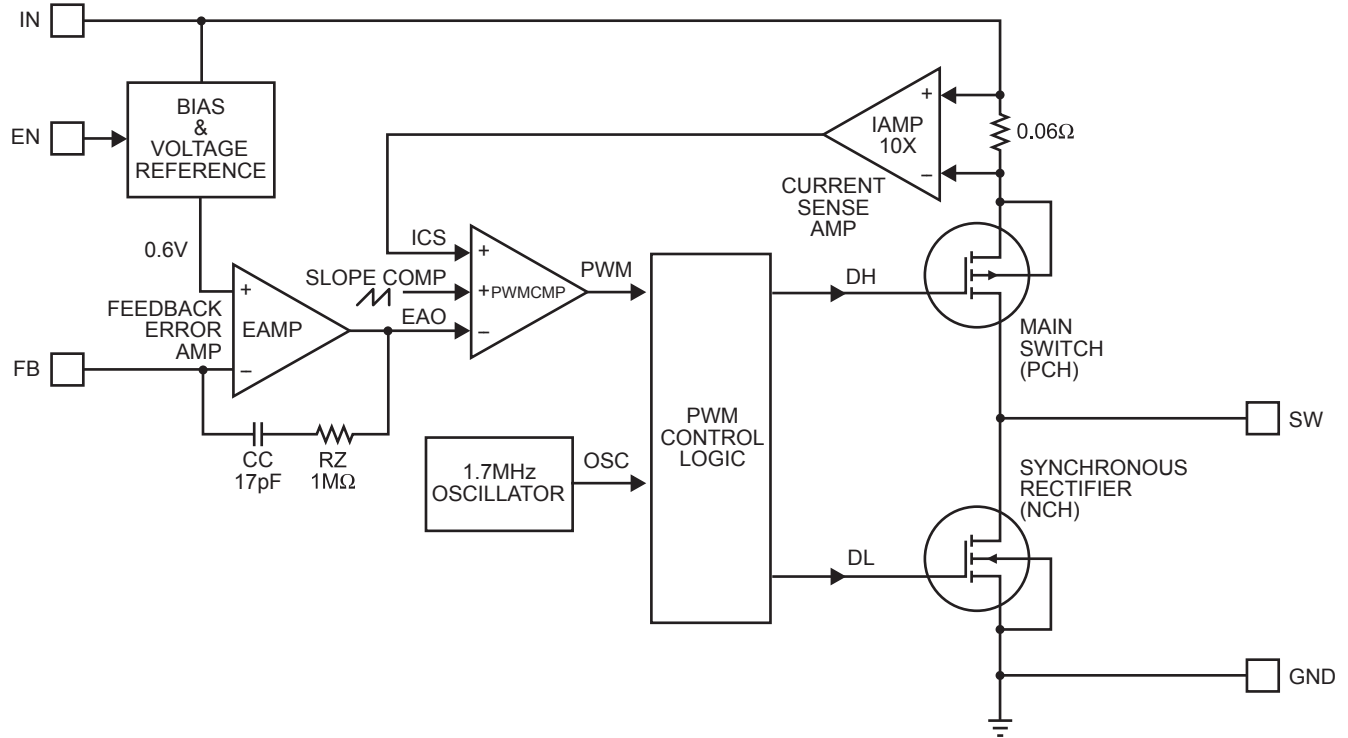 IN
BIAS
&
VOLTAGE
REFERENCE
EN
+
IAMP
10X
–
0.06Ω
CURRENT
SENSE
AMP
0.6V
ICS
+
SLOPE COMP
+
PWMCMP
PWM
EAO
–
FEEDBACK
ERROR
AMP
+
EAMP
–
FB
CC
17pF
RZ
1MΩ
1.7MHz
OSCILLATOR
OSC
PWM
CONTROL
LOGIC
DH
MAIN
SWITCH
(PCH)
SW
SYNCHRONOUS
RECTIFIER
(NCH)
DL
GND